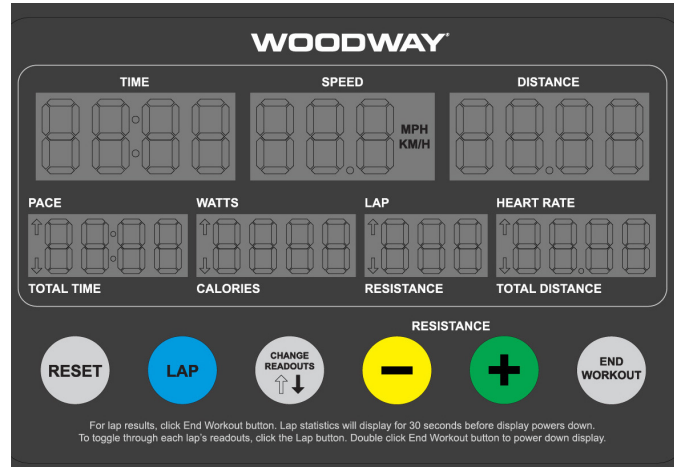 WOODWAY®
TIME SPEED DISTANCE
MPH
KM/H
PACE WATTS LAP HEART RATE
TOTAL TIME CALORIES RESISTANCE TOTAL DISTANCE
RESISTANCE
RESET
LAP
CHANGE
READOUTS
END
WORKOUT
For lap results, click End Workout button. Lap statistics will display for 30 seconds before display powers down.
To toggle through each lap's readouts, click the Lap button. Double click End Workout button to power down display.